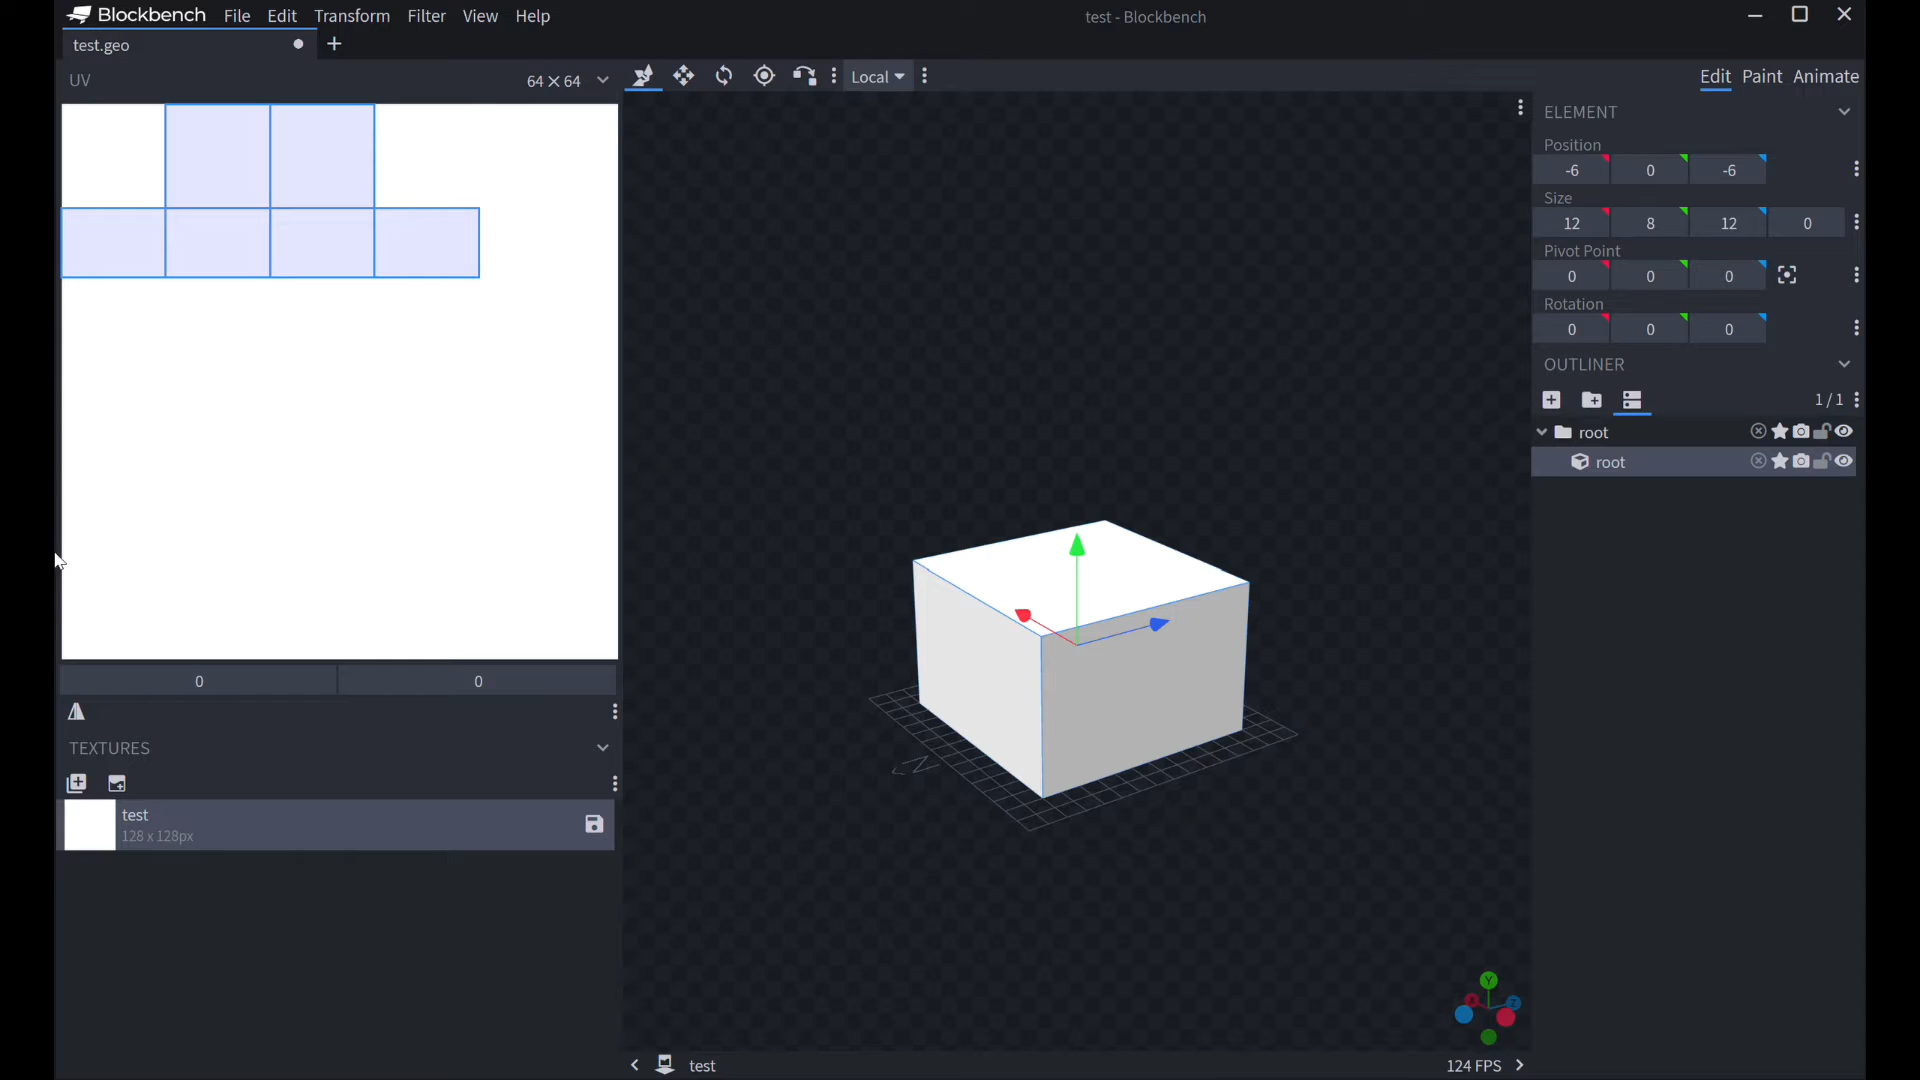 Blockbench File Edit Transform Filter View Help
test - Blockbench
test.geo
UV 64 × 64
Local
Edit Paint Animate
ELEMENT
Position
-6 0 -6
Size
12 8 12 0
Pivot Point
0 0 0
Rotation
0 0 0
OUTLINER
1 / 1
root
root
0 0
TEXTURES
test
128 x 128px
Y
Z
test
124 FPS